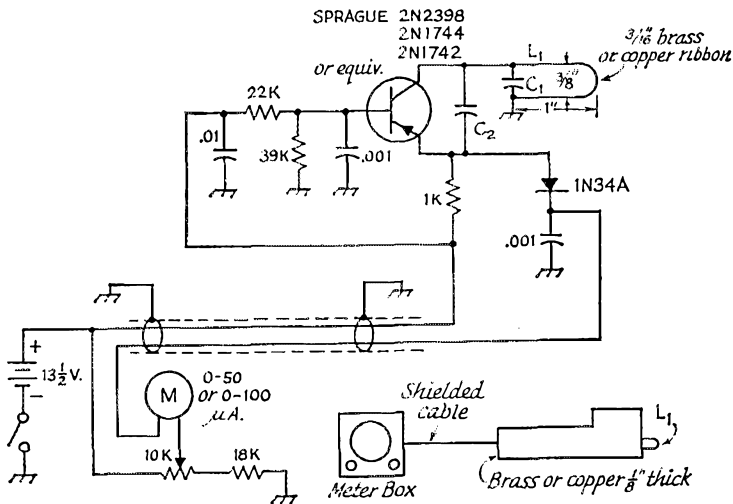 SPRAGUE 2N2398
2N1744
2N1742
or equiv.
L1
3/16" brass
or copper ribbon
C1
3/8"
1"
C2
22K
.01
39K
.001
1K
1N34A
.001
+
13 1/2 V.
-
M
0-50
or 0-100
µA.
10K
18K
Shielded
cable
L1
Meter Box
Brass or copper 1/8" thick